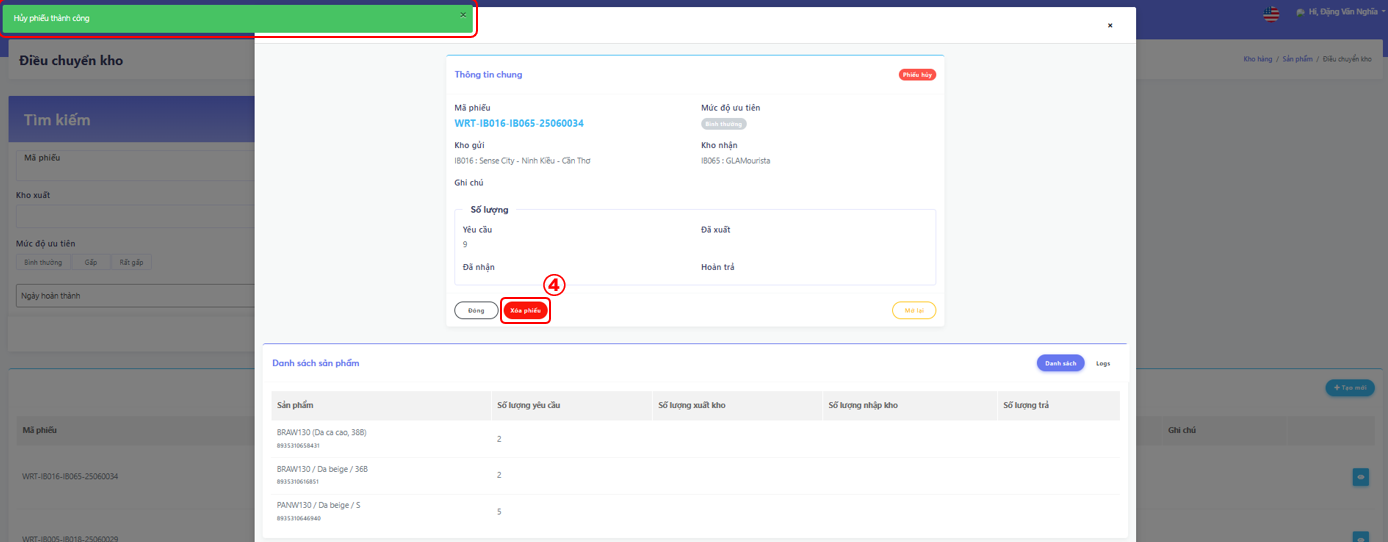 Hủy phiếu thành công
×
Hi, Đặng Văn Nghĩa
×
Điều chuyển kho
Kho hàng / Sản phẩm / Điều chuyển kho
Thông tin chung
Phiếu hủy
Mã phiếu
WRT-IB016-IB065-25060034
Mức độ ưu tiên
Bình thường
Kho gửi
IB016 : Sense City - Ninh Kiều - Cần Thơ
Kho nhận
IB065 : GLAMourista
Ghi chú
Số lượng
Yêu cầu
9
Đã xuất
Đã nhận
Hoàn trả
4
Đóng
Xóa phiếu
Mở lại
Tìm kiếm
Mã phiếu
Kho xuất
Mức độ ưu tiên
Bình thường
Gấp
Rất gấp
Ngày hoàn thành
Danh sách sản phẩm
Danh sách
Logs
Sản phẩm
Số lượng yêu cầu
Số lượng xuất kho
Số lượng nhập kho
Số lượng trả
BRAW130 (Da ca cao, 38B)
8935310658431
2
BRAW130 / Da beige / 36B
8935310616851
2
PANW130 / Da beige / S
8935310646940
5
+ Tạo mới
Mã phiếu
Ghi chú
WRT-IB016-IB065-25060034
WRT-IB005-IB018-25060029